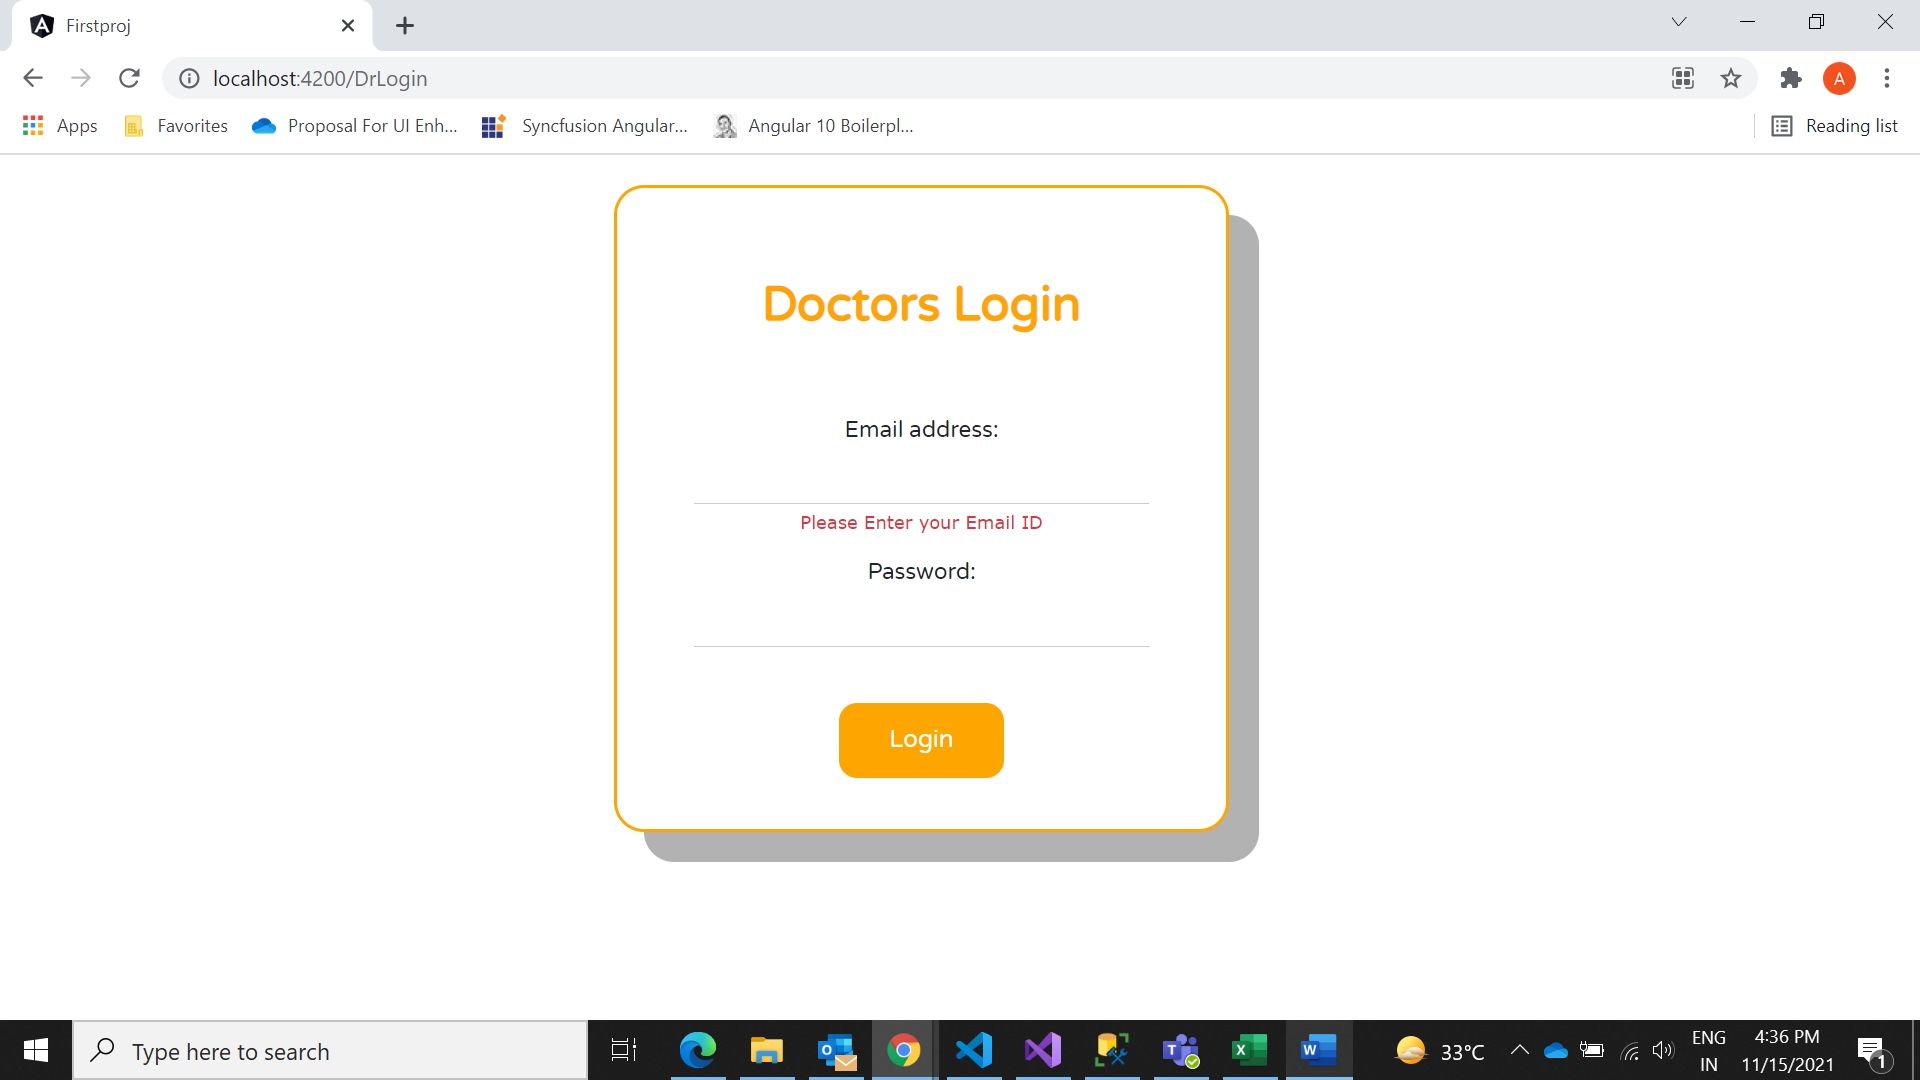 Firstproj
localhost:4200/DrLogin
A
Apps Favorites Proposal For UI Enh... Syncfusion Angular... Angular 10 Boilerpl... Reading list
Doctors Login
Email address:
Please Enter your Email ID
Password:
Login
Type here to search
33°C
ENG
IN
4:36 PM
11/15/2021
1